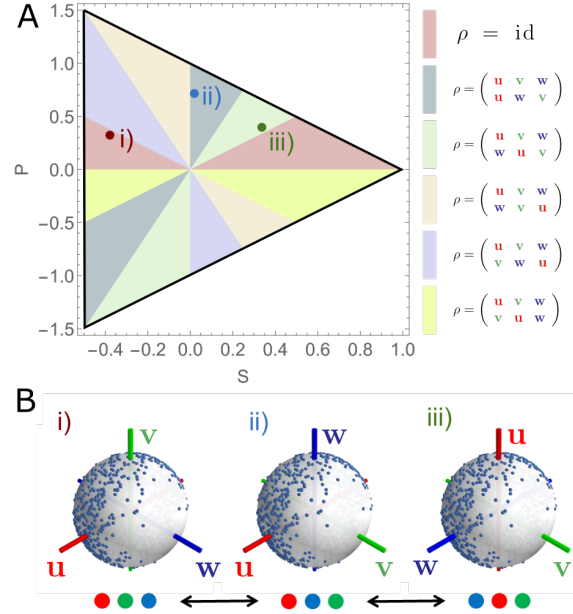 A
P
1.5
1.0
0.5
0.0
−0.5
−1.0
−1.5
−0.4 −0.2 0.0 0.2 0.4 0.6 0.8 1.0
S
i)
ii)
iii)
ρ = id
ρ = ( u v w
u w v )
ρ = ( u v w
w u v )
ρ = ( u v w
w v u )
ρ = ( u v w
v w u )
ρ = ( u v w
v u w )
B
i) ii) iii)
v w u
u w u v w v